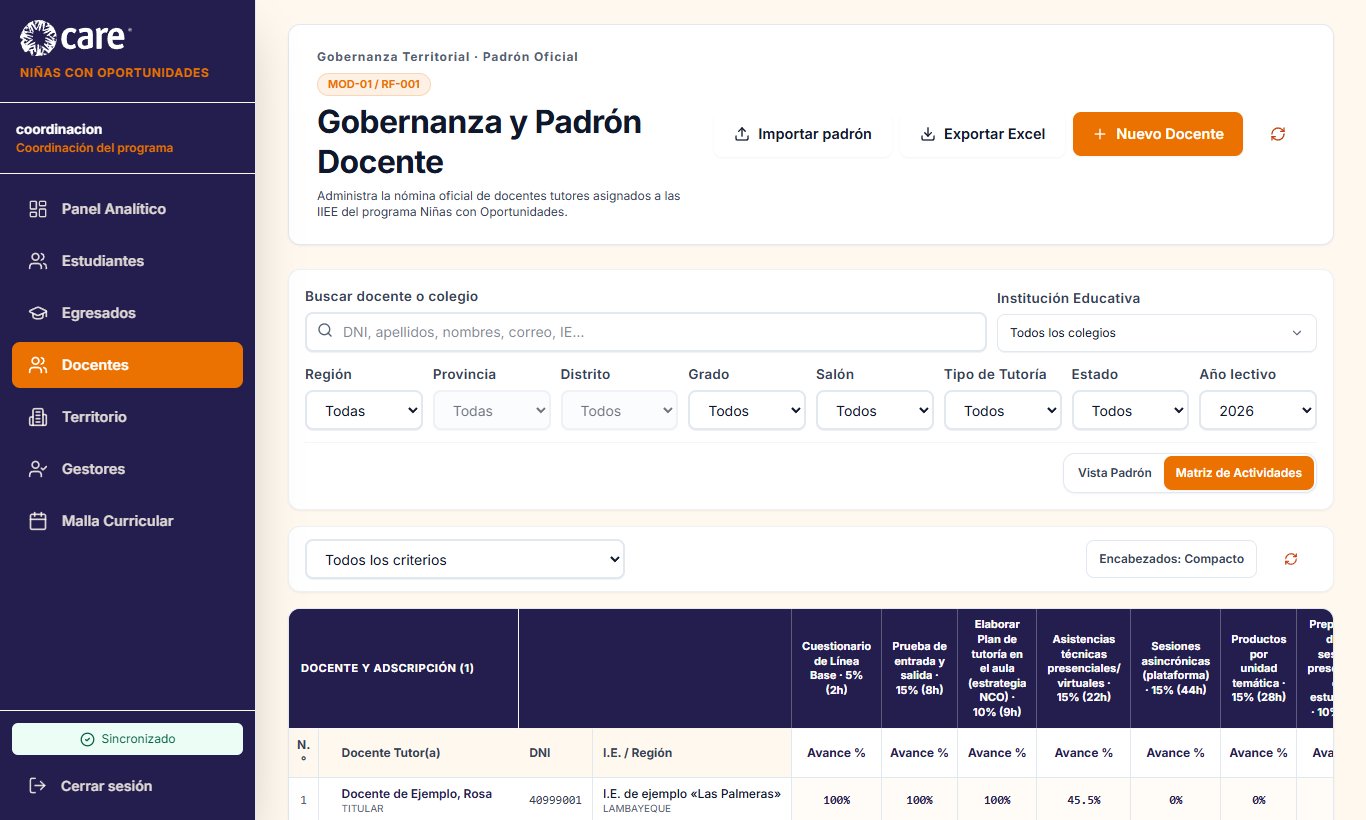 care
NIÑAS CON OPORTUNIDADES
coordinacion
Coordinación del programa
Panel Analítico
Estudiantes
Egresados
Docentes
Territorio
Gestores
Malla Curricular
Sincronizado
Cerrar sesión
Gobernanza Territorial · Padrón Oficial
MOD-01 / RF-001
Gobernanza y Padrón
Docente
Administra la nómina oficial de docentes tutores asignados a las
IIEE del programa Niñas con Oportunidades.
Importar padrón
Exportar Excel
+ Nuevo Docente
Buscar docente o colegio
DNI, apellidos, nombres, correo, IE...
Institución Educativa
Todos los colegios
Región Provincia Distrito Grado Salón Tipo de Tutoría Estado Año lectivo
Todas Todas Todos Todos Todos Todos Todos 2026
Vista Padrón Matriz de Actividades
Todos los criterios
Encabezados: Compacto
DOCENTE Y ADSCRIPCIÓN (1)
Cuestionario
de Línea
Base · 5%
(2h)
Prueba de
entrada y
salida ·
15% (8h)
Elaborar
Plan de
tutoría en
el aula
(estrategia
NCO) ·
10% (9h)
Asistencias
técnicas
presenciales/
virtuales ·
15% (22h)
Sesiones
asincrónicas
(plataforma)
· 15% (44h)
Productos
por
unidad
temática ·
15% (28h)
N.
°
Docente Tutor(a) DNI I.E. / Región Avance % Avance % Avance % Avance % Avance % Avance %
1 Docente de Ejemplo, Rosa 40999001 I.E. de ejemplo «Las Palmeras» 100% 100% 100% 45.5% 0% 0%
TITULAR LAMBAYEQUE